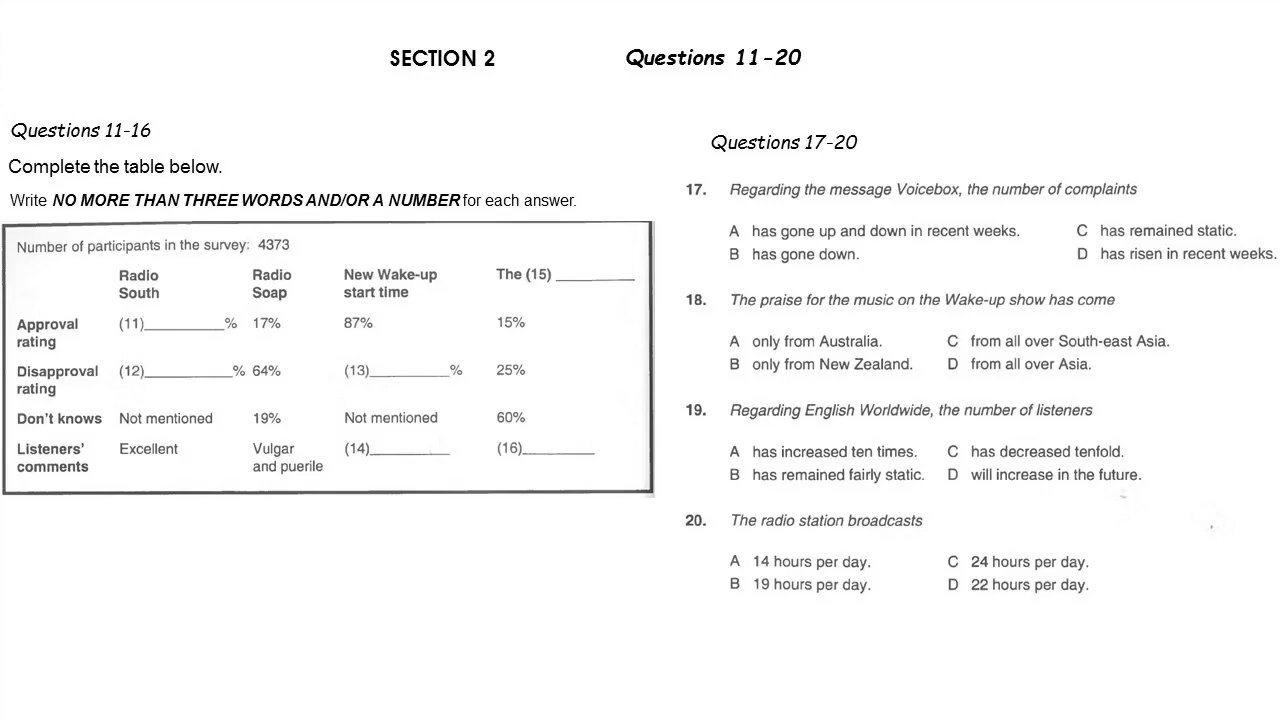 SECTION 2 Questions 11-20
Questions 11-16
Complete the table below.
Write NO MORE THAN THREE WORDS AND/OR A NUMBER for each answer.
Number of participants in the survey: 4373
Radio South Radio Soap New Wake-up start time The (15) __________
Approval rating (11)__________% 17% 87% 15%
Disapproval rating (12)__________% 64% (13)__________% 25%
Don't knows Not mentioned 19% Not mentioned 60%
Listeners' comments Excellent Vulgar and puerile (14)__________ (16)__________
Questions 17-20
17. Regarding the message Voicebox, the number of complaints
A has gone up and down in recent weeks. C has remained static.
B has gone down. D has risen in recent weeks.
18. The praise for the music on the Wake-up show has come
A only from Australia. C from all over South-east Asia.
B only from New Zealand. D from all over Asia.
19. Regarding English Worldwide, the number of listeners
A has increased ten times. C has decreased tenfold.
B has remained fairly static. D will increase in the future.
20. The radio station broadcasts
A 14 hours per day. C 24 hours per day.
B 19 hours per day. D 22 hours per day.